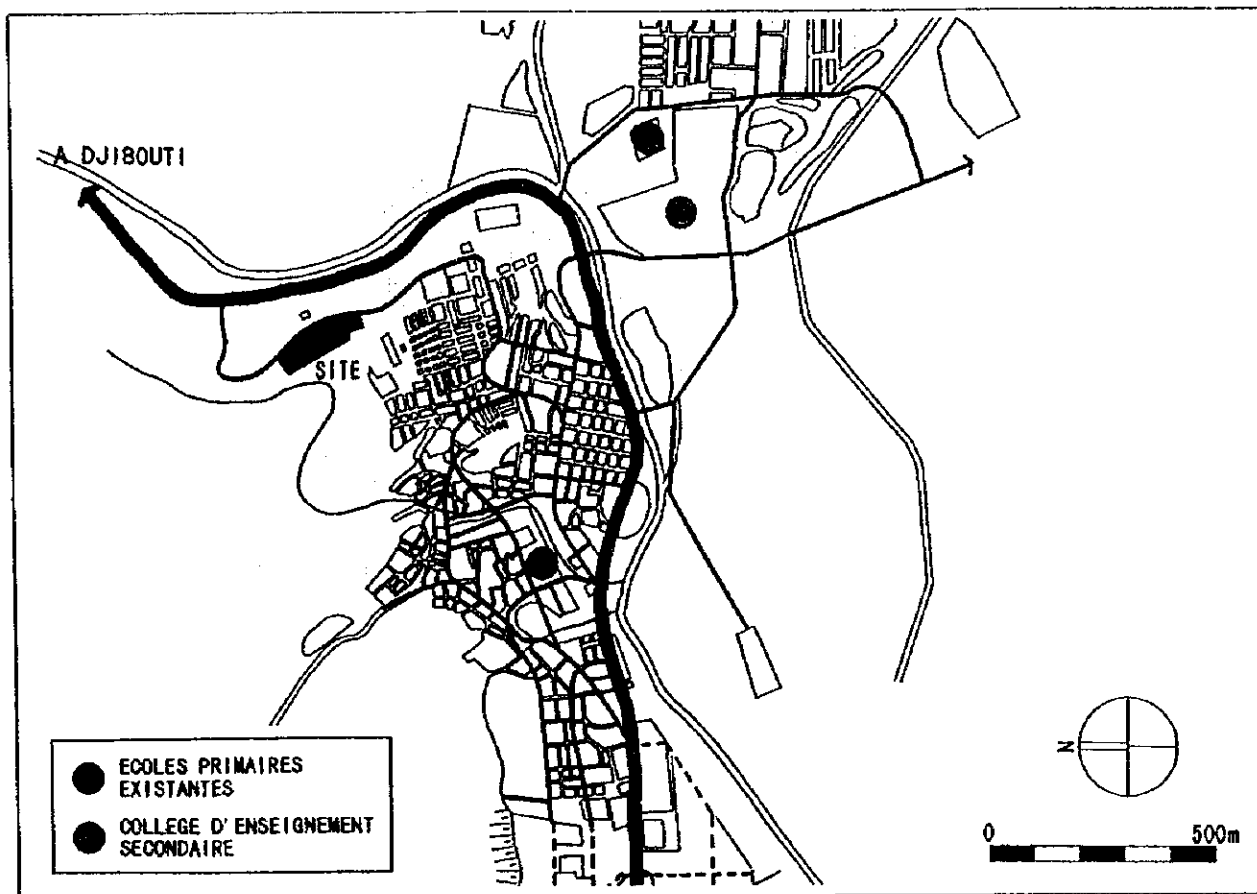 A DJIBOUTI
SITE
ECOLES PRIMAIRES
EXISTANTES
COLLEGE D'ENSEIGNEMENT
SECONDAIRE
N
0 500m